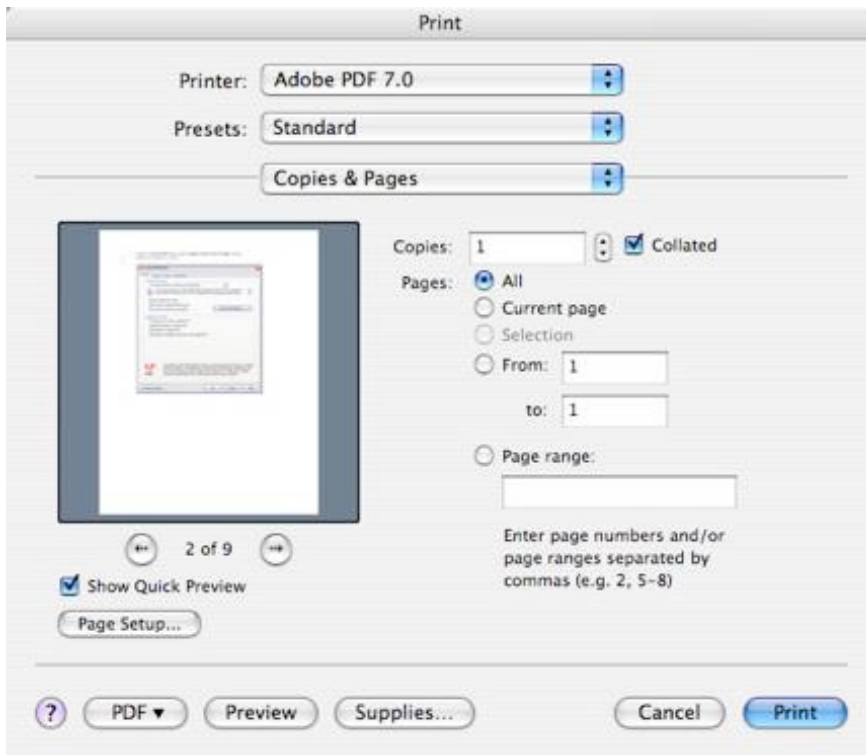 Print
Printer: Adobe PDF 7.0
Presets: Standard
Copies & Pages
Copies: 1 Collated
Pages: All
Current page
Selection
From: 1
to: 1
Page range:
Enter page numbers and/or
page ranges separated by
commas (e.g. 2, 5-8)
2 of 9
Show Quick Preview
Page Setup...
? PDF Preview Supplies... Cancel Print